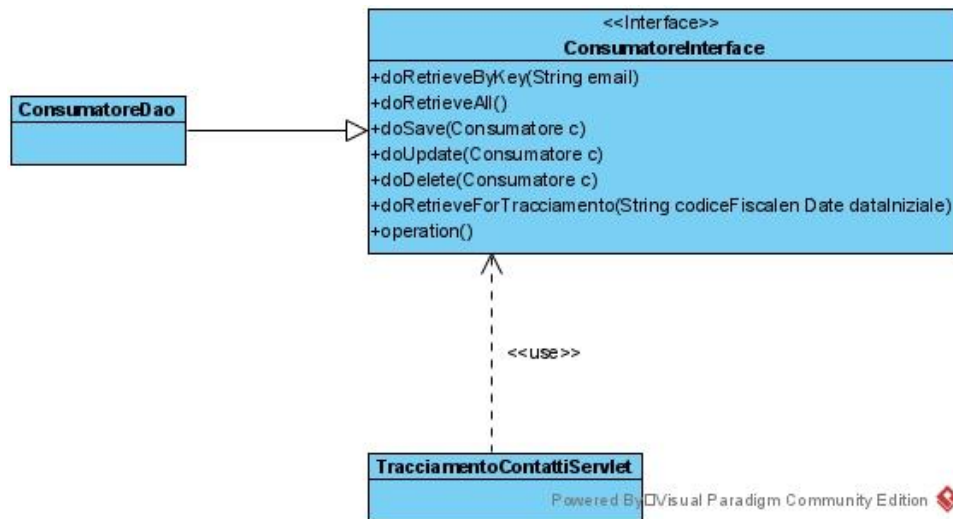 <<Interface>>
ConsumatoreInterface
+doRetrieveByKey(String email)
+doRetrieveAll()
+doSave(Consumatore c)
+doUpdate(Consumatore c)
+doDelete(Consumatore c)
+doRetrieveForTracciamento(String codiceFiscalen Date dataIniziale)
+operation()
ConsumatoreDao
<<use>>
TracciamentoContattiServlet
Powered By□Visual Paradigm Community Edition